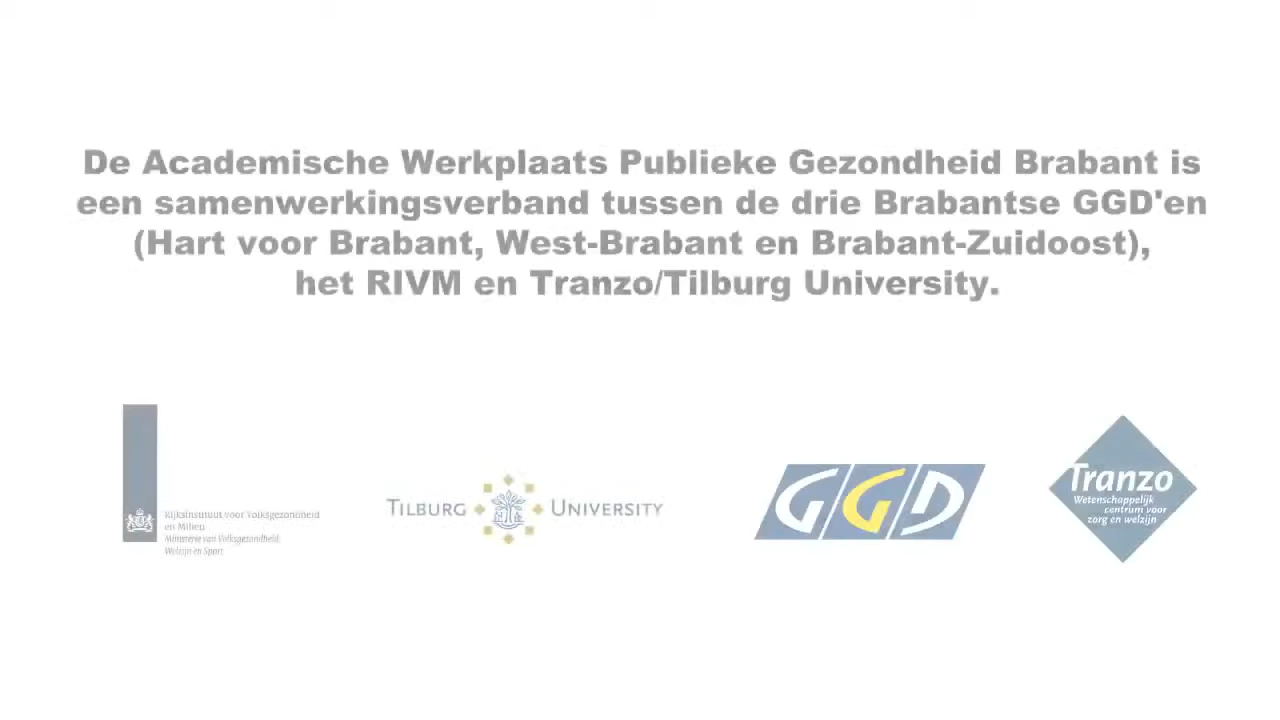 De Academische Werkplaats Publieke Gezondheid Brabant is
een samenwerkingsverband tussen de drie Brabantse GGD'en
(Hart voor Brabant, West-Brabant en Brabant-Zuidoost),
het RIVM en Tranzo/Tilburg University.
Rijksinstituut voor Volksgezondheid
en Milieu
Ministerie van Volksgezondheid,
Welzijn en Sport
TILBURG UNIVERSITY
GGD
Tranzo
Wetenschappelijk
centrum voor
zorg en welzijn